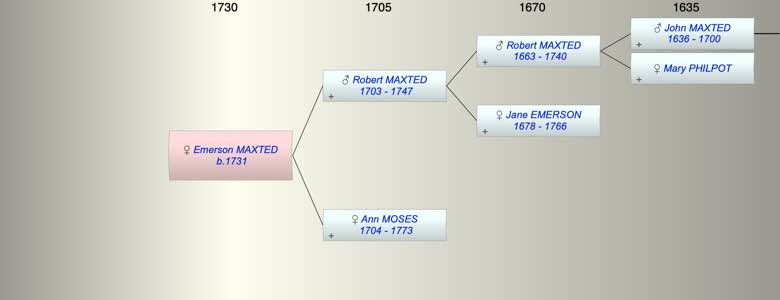 1730 1705 1670 1635
♂ John MAXTED
1636 - 1700
+
♂ Robert MAXTED
1663 - 1740
+
♀ Mary PHILPOT
+
♂ Robert MAXTED
1703 - 1747
+
♀ Jane EMERSON
1678 - 1766
+
♀ Emerson MAXTED
b.1731
♀ Ann MOSES
1704 - 1773
+